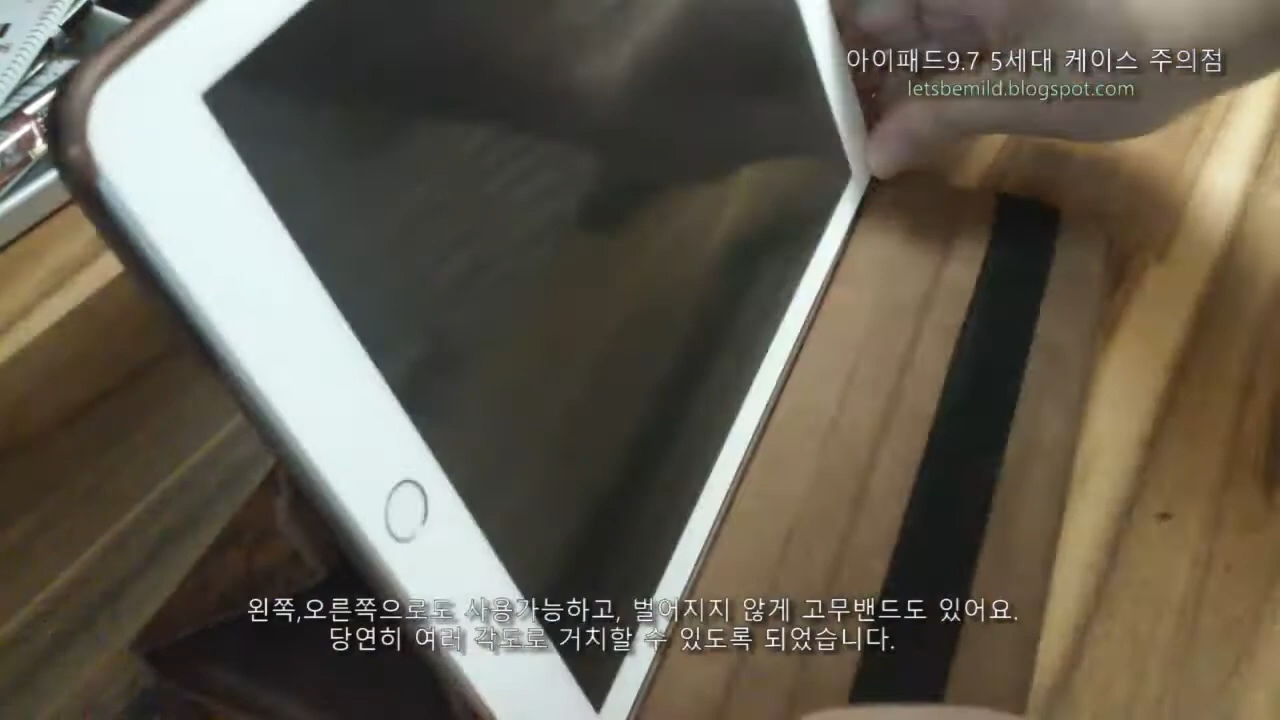 아이패드9.7 5세대 케이스 주의점
letsbemild.blogspot.com
왼쪽,오른쪽으로도 사용가능하고, 벌어지지 않게 고무밴드도 있어요.
당연히 여러 각도로 거치할 수 있도록 되었습니다.